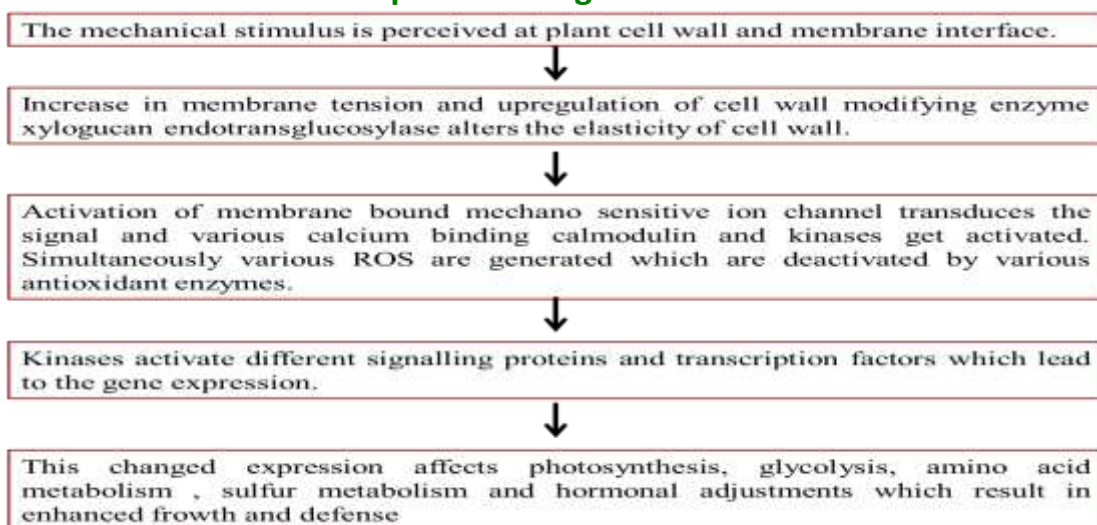 The mechanical stimulus is perceived at plant cell wall and membrane interface.
Increase in membrane tension and upregulation of cell wall modifying enzyme
xylogucan endotransglucosylase alters the elasticity of cell wall.
Activation of membrane bound mechano sensitive ion channel transduces the
signal and various calcium binding calmodulin and kinases get activated.
Simultaneously various ROS are generated which are deactivated by various
antioxidant enzymes.
Kinases activate different signalling proteins and transcription factors which lead
to the gene expression.
This changed expression affects photosynthesis, glycolysis, amino acid
metabolism , sulfur metabolism and hormonal adjustments which result in
enhanced frowth and defense